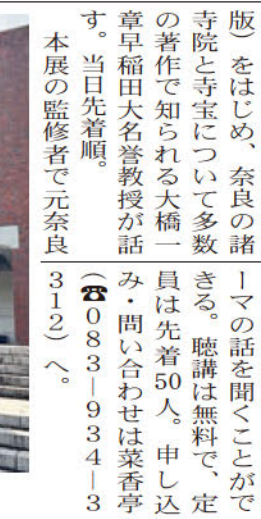 版）をはじめ、奈良の諸
寺院と寺宝について多数
の著作で知られる大橋一
章早稲田大名誉教授が話
す。当日先着順。
本展の監修者で元奈良
ーマの話を聞くことがで
きる。聴講は無料で、定
員は先着50人。申し込
み・問い合わせは菜香亭
（☎083―934―3
312）へ。